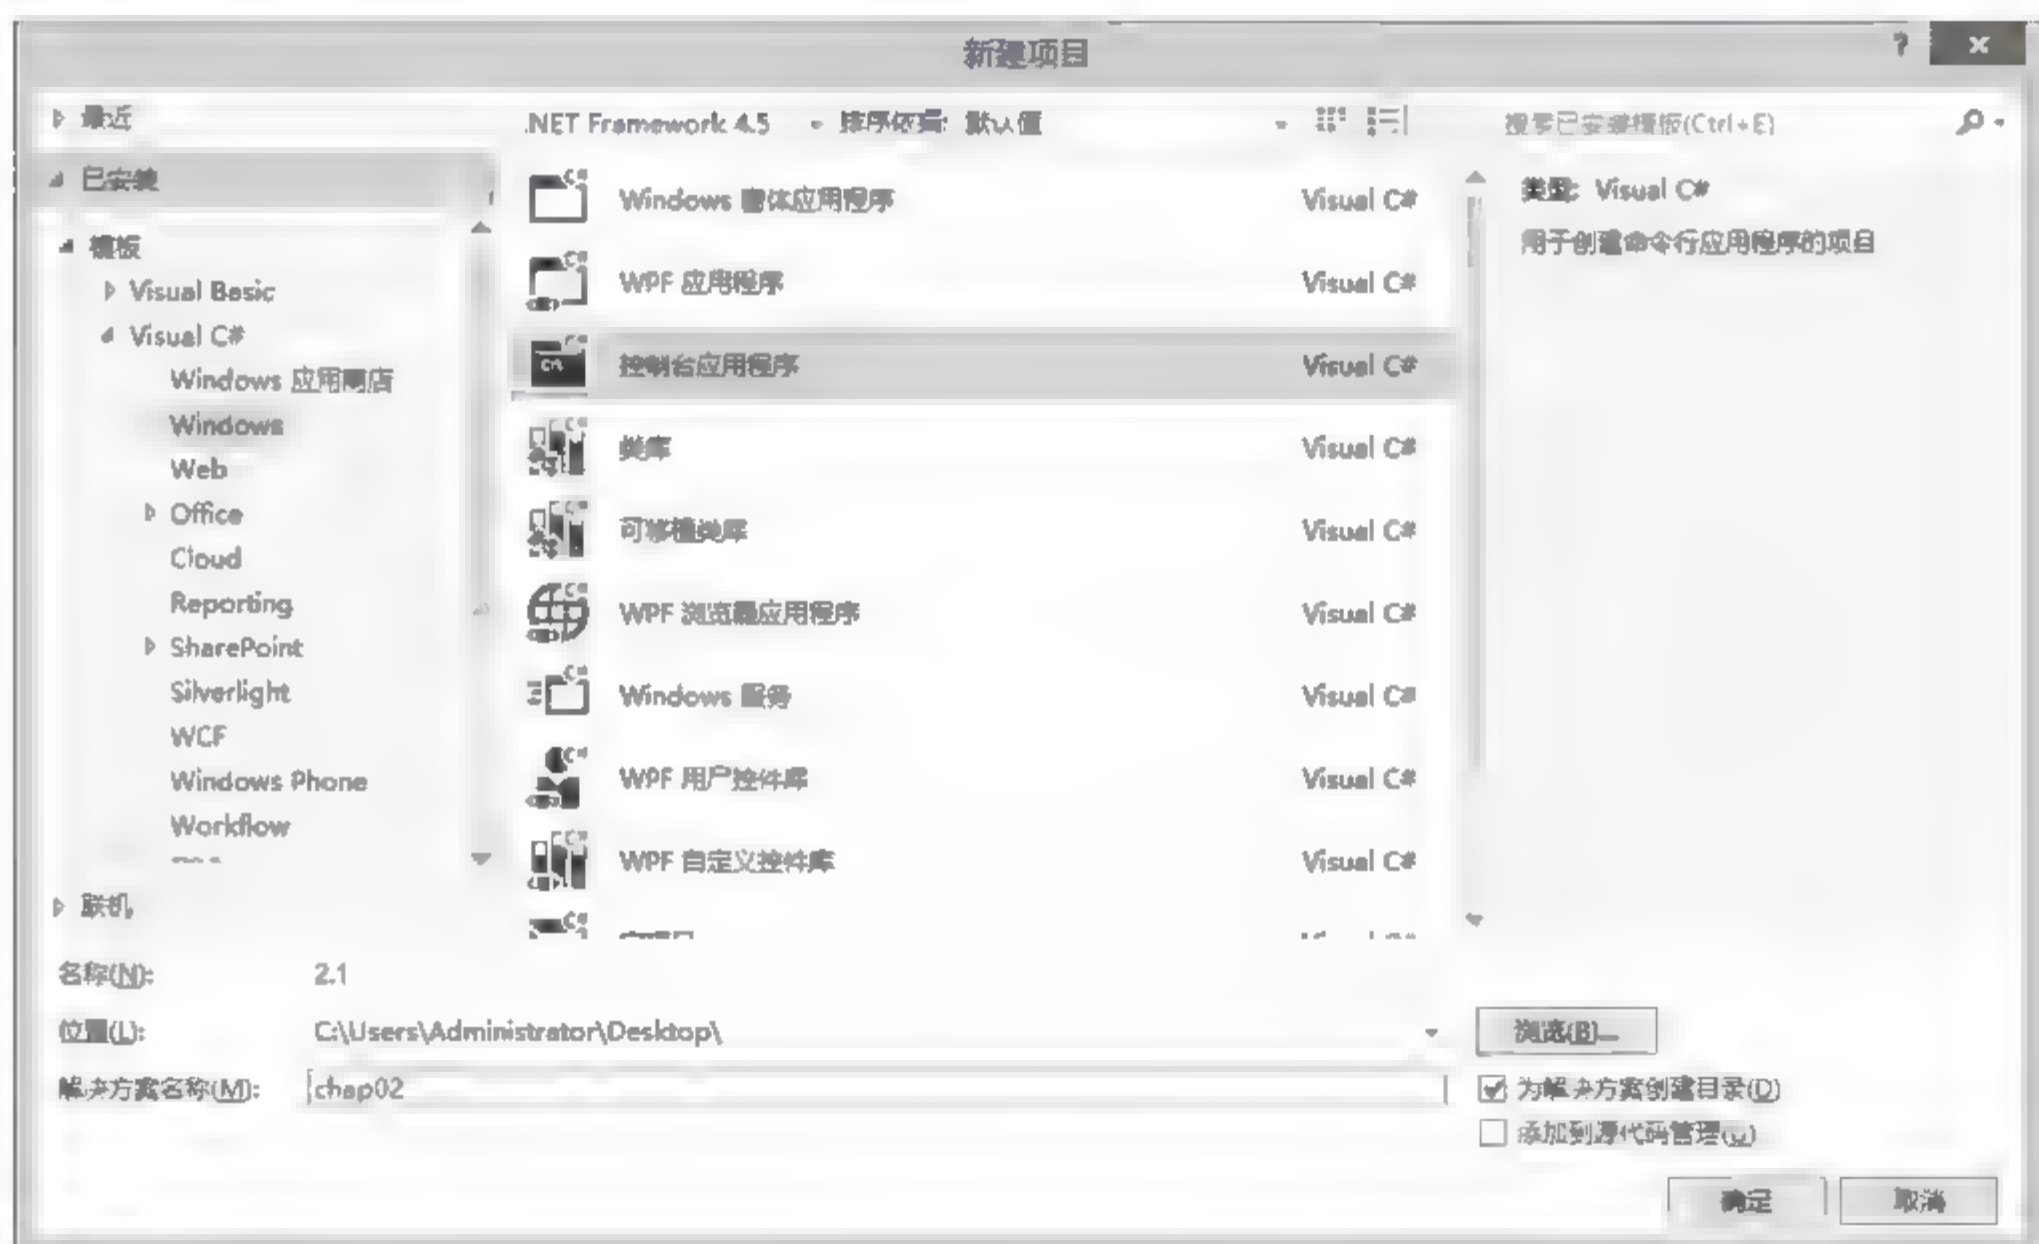 新建项目
?
最近
.NET Framework 4.5 排序依据: 默认值
搜索已安装模板(Ctrl+E)
已安装
模板
Visual Basic
Visual C#
Windows 应用商店
Windows
Web
Office
Cloud
Reporting
SharePoint
Silverlight
WCF
Windows Phone
Workflow
联机
Windows 窗体应用程序 Visual C#
WPF 应用程序 Visual C#
控制台应用程序 Visual C#
类库 Visual C#
可移植类库 Visual C#
WPF 浏览器应用程序 Visual C#
Windows 服务 Visual C#
WPF 用户控件库 Visual C#
WPF 自定义控件库 Visual C#
类型: Visual C#
用于创建命令行应用程序的项目
名称(N): 2.1
位置(L): C:\Users\Administrator\Desktop\
浏览(B)...
解决方案名称(M): chap02
为解决方案创建目录(D)
添加到源代码管理(U)
确定 取消